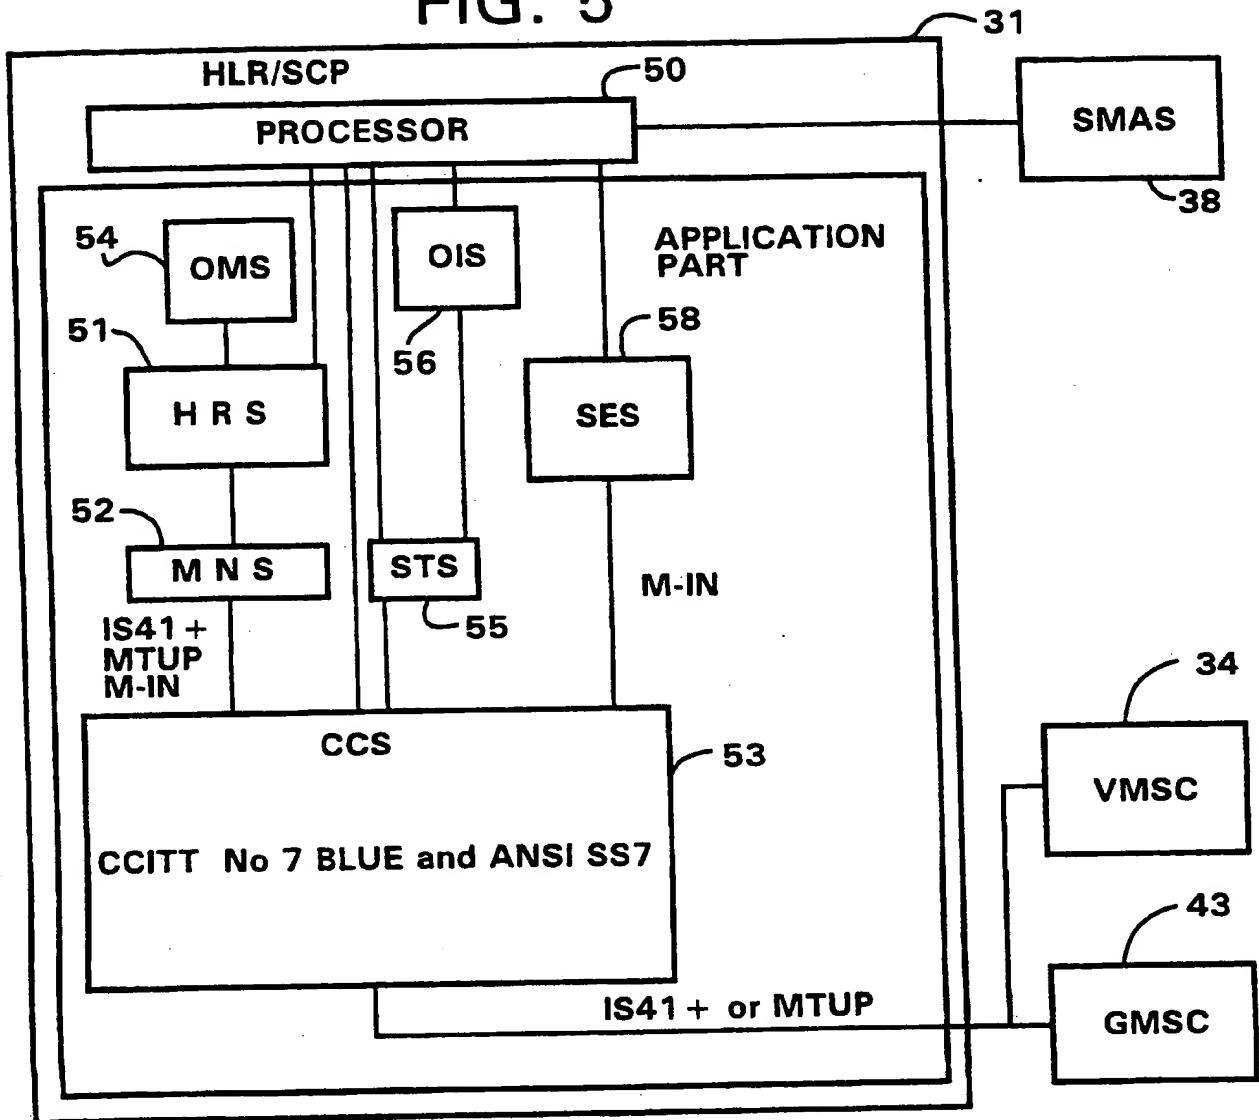 FIG. 5
31
HLR/SCP
50
PROCESSOR
SMAS
38
54
OMS
OIS
APPLICATION
PART
51
56
58
H R S
SES
52
M N S
STS
M-IN
55
IS41 +
MTUP
M-IN
34
CCS
53
VMSC
CCITT No 7 BLUE and ANSI SS7
43
IS41 + or MTUP
GMSC